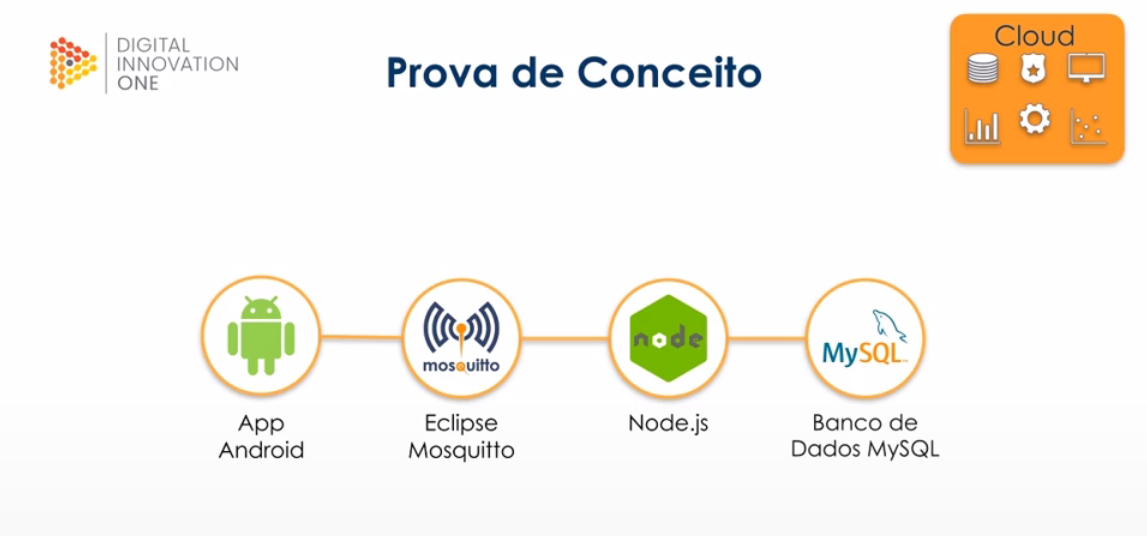 DIGITAL
INNOVATION
ONE
Prova de Conceito
Cloud
mosquitto
node
MySQL
App
Android
Eclipse
Mosquitto
Node.js
Banco de
Dados MySQL